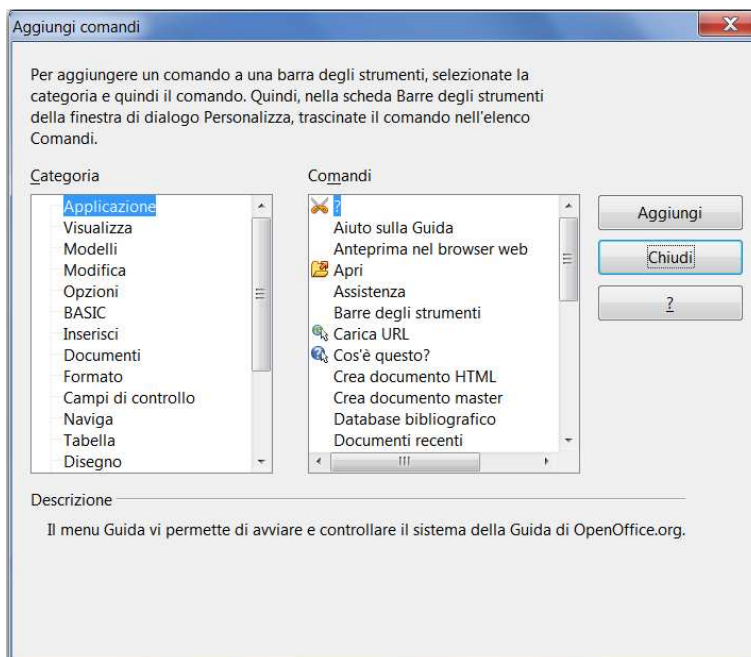 Aggiungi comandi
X
Per aggiungere un comando a una barra degli strumenti, selezionate la
categoria e quindi il comando. Quindi, nella scheda Barre degli strumenti
della finestra di dialogo Personalizza, trascinate il comando nell'elenco
Comandi.
Categoria
Applicazione
Visualizza
Modelli
Modifica
Opzioni
BASIC
Inserisci
Documenti
Formato
Campi di controllo
Naviga
Tabella
Disegno
Comandi
?
Aiuto sulla Guida
Anteprima nel browser web
Apri
Assistenza
Barre degli strumenti
Carica URL
Cos'è questo?
Crea documento HTML
Crea documento master
Database bibliografico
Documenti recenti
Aggiungi
Chiudi
?
Descrizione
Il menu Guida vi permette di avviare e controllare il sistema della Guida di OpenOffice.org.